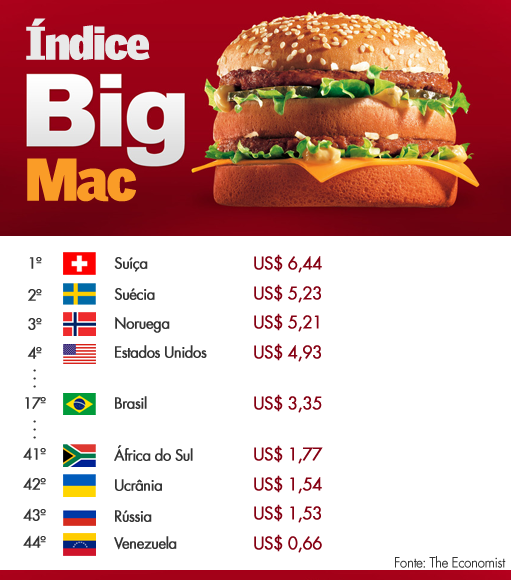 Índice
Big
Mac
1º Suíça US$ 6,44
2º Suécia US$ 5,23
3º Noruega US$ 5,21
4º Estados Unidos US$ 4,93
17º Brasil US$ 3,35
41º África do Sul US$ 1,77
42º Ucrânia US$ 1,54
43º Rússia US$ 1,53
44º Venezuela US$ 0,66
Fonte: The Economist